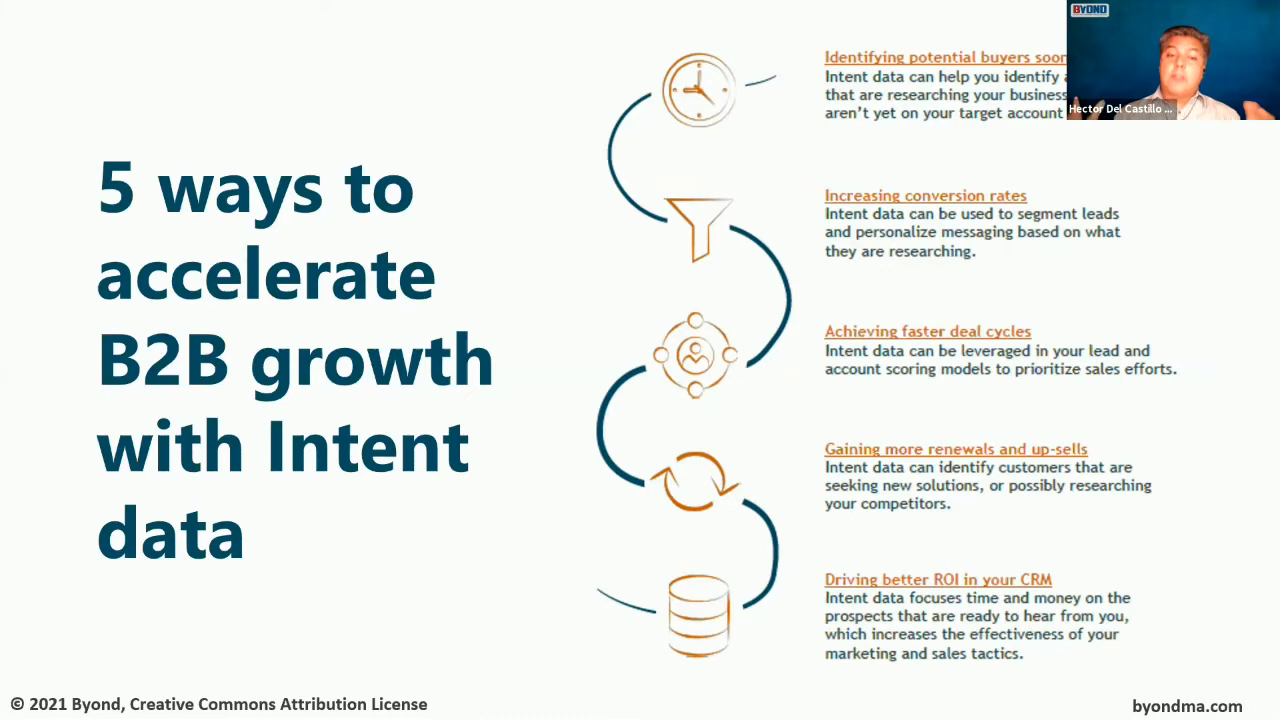 5 ways to
accelerate
B2B growth
with Intent
data
Identifying potential buyers
Intent data can help you identify
that are researching your business
aren’t yet on your target account
Increasing conversion rates
Intent data can be used to segment leads
and personalize messaging based on what
they are researching.
Achieving faster deal cycles
Intent data can be leveraged in your lead and
account scoring models to prioritize sales efforts.
Gaining more renewals and up-sells
Intent data can identify customers that are
seeking new solutions, or possibly researching
your competitors.
Driving better ROI in your CRM
Intent data focuses time and money on the
prospects that are ready to hear from you,
which increases the effectiveness of your
marketing and sales tactics.
BYOND
Hector Del Castillo ...
© 2021 Byond, Creative Commons Attribution License
byondma.com